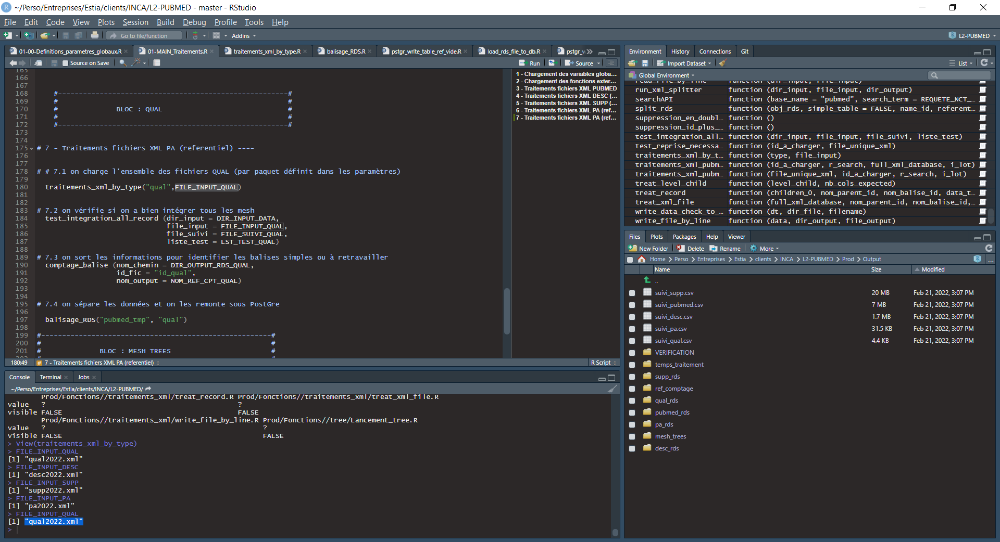 ~/Perso/Entreprises/Estia/clients/INCA/L2-PUBMED - master - RStudio
File Edit Code View Plots Session Build Debug Profile Tools Help
Go to file/function Addins L2-PUBMED
01-00-Definitions_parametres_globaux.R 01-MAIN_Traitements.R traitements_xml_by_type.R balisage_RDS.R pstgr_write_table_ref_vide.R load_rds_file_to_db.R
Source on Save Run Source
165
166
167
168 #-------------------------------------------------------#
169 # #
170 # BLOC : QUAL #
171 # #
172 #-------------------------------------------------------#
173
174
175 # 7 - Traitements fichiers XML PA (referentiel) ----
176
177
178 # # 7.1 on charge l'ensemble des fichiers QUAL (par paquet définit dans les paramètres)
179
180 traitements_xml_by_type("qual",FILE_INPUT_QUAL)
181
182
183 # 7.2 on vérifie si on a bien intégrer tous les mesh
184 test_integration_all_record (dir_input = DIR_INPUT_DATA,
185 file_input = FILE_INPUT_QUAL,
186 file_suivi = FILE_SUIVI_QUAL,
187 liste_test = LST_TEST_QUAL)
188
189 # 7.3 on sort les informations pour identifier les balises simples ou à retravailler
190 comptage_balise (nom_chemin = DIR_OUTPUT_RDS_QUAL,
191 id_fic = "id_qual",
192 nom_output = NOM_REF_CPT_QUAL)
193
194
195 # 7.4 on sépare les données et on les remonte sous PostGre
196
197 balisage_RDS("pubmed_tmp", "qual")
198
199 #-------------------------------------------------------#
200 # #
201 # BLOC : MESH TREES #
1 - Chargement des variables globa...
2 - Chargement des fonctions exter...
3 - Traitements fichiers XML PUBMED
4 - Traitements fichiers XML DESC (...
5 - Traitements fichiers XML SUPP (...
6 - Traitements fichiers XML PA (ref...
7 - Traitements fichiers XML PA (ref...
180:49 # 7 - Traitements fichiers XML PA (referentiel) R Script
Console Terminal Jobs
~/Perso/Entreprises/Estia/clients/INCA/L2-PUBMED/
Prod/Fonctions//traitements_xml/treat_record.R Prod/Fonctions//traitements_xml/treat_xml_file.R
value ? ?
visible FALSE FALSE
Prod/Fonctions//traitements_xml/write_file_by_line.R Prod/Fonctions//tree/Lancement_tree.R
value ? ?
visible FALSE FALSE
> View(traitements_xml_by_type)
> FILE_INPUT_QUAL
[1] "qual2022.xml"
> FILE_INPUT_DESC
[1] "desc2022.xml"
> FILE_INPUT_SUPP
[1] "supp2022.xml"
> FILE_INPUT_PA
[1] "pa2022.xml"
> FILE_INPUT_QUAL
[1] "qual2022.xml"
>
Environment History Connections Git
Import Dataset List
Global Environment
read_file_by_line function (dir_input, file_input)
run_xml_splitter function (dir_input, file_input, dir_output)
searchAPI function (base_name = "pubmed", search_term = REQUETE_NCT_...
split_rds function (obj_rds, simple_table = FALSE, name_id, referent...
suppression_en_doubl... function ()
suppression_id_plus_... function ()
test_integration_all... function (dir_input, file_input, file_suivi, liste_test)
test_reprise_necessa... function (id_a_charger, file_unique_xml)
traitements_xml_by_t... function (type, file_input)
traitements_xml_pubm... function (id_a_charger, r_search, full_xml_database, i_lot)
traitements_xml_pubm... function (file_unique_xml, id_a_charger, r_search, i_lot)
treat_level_child function (level_child, nb_cols_expected)
treat_record function (children_0, nom_parent_id, nom_balise_id, data_t...
treat_xml_file function (full_xml_database, nom_parent_id, nom_balise_id,...
write_data_check_to_... function (dt, dir_file, filename)
write_file_by_line function (data, dir_output, file_output)
Files Plots Packages Help Viewer
New Folder Delete Rename More
Home > Perso > Entreprises > Estia > clients > INCA > L2-PUBMED > Prod > Output ...
Name Size Modified
..
suivi_supp.csv 20 MB Feb 21, 2022, 3:07 PM
suivi_pubmed.csv 7 MB Feb 21, 2022, 3:07 PM
suivi_desc.csv 1.7 MB Feb 21, 2022, 3:07 PM
suivi_pa.csv 31.5 KB Feb 21, 2022, 3:07 PM
suivi_qual.csv 4.4 KB Feb 21, 2022, 3:07 PM
VERIFICATION
temps_traitement
supp_rds
ref_comptage
qual_rds
pubmed_rds
pa_rds
mesh_trees
desc_rds